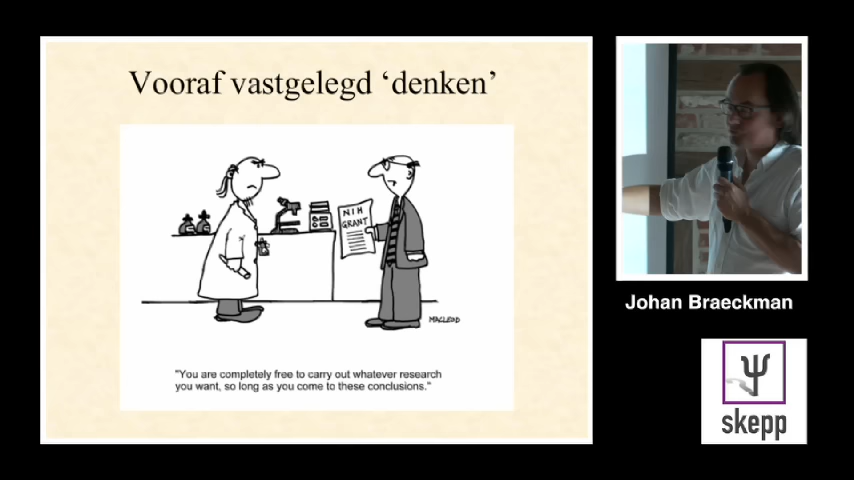 Vooraf vastgelegd ‘denken’
NIH
GRANT
MACLEOD
"You are completely free to carry out whatever research
you want, so long as you come to these conclusions."
Johan Braeckman
skepp